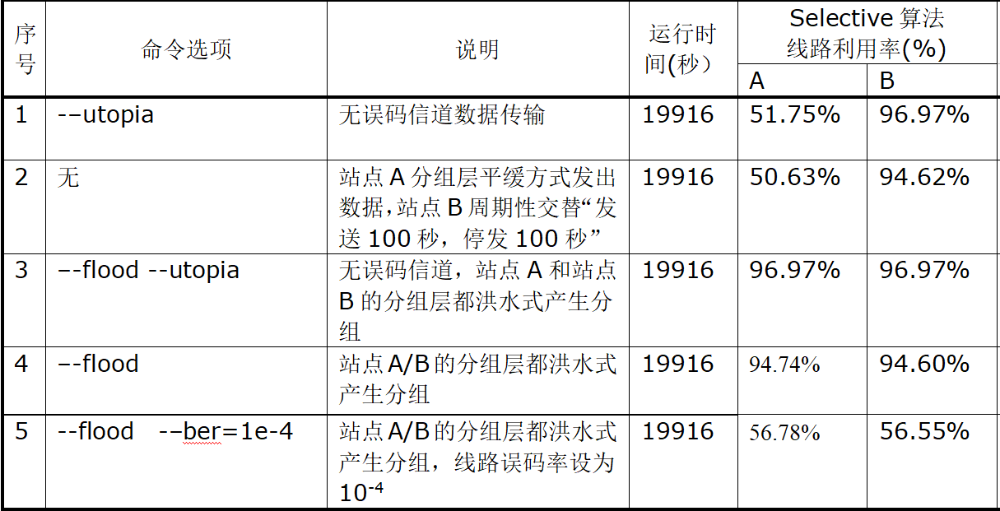 序号
命令选项
说明
运行时间(秒）
Selective 算法
线路利用率(%)
A
B
1
-–utopia
无误码信道数据传输
19916
51.75%
96.97%
2
无
站点 A 分组层平缓方式发出
数据，站点 B 周期性交替“发
送 100 秒，停发 100 秒”
19916
50.63%
94.62%
3
–-flood --utopia
无误码信道，站点 A 和站点
B 的分组层都洪水式产生分
组
19916
96.97%
96.97%
4
–-flood
站点 A/B 的分组层都洪水式
产生分组
19916
94.74%
94.60%
5
--flood -–ber=1e-4
站点 A/B 的分组层都洪水式
产生分组，线路误码率设为
10-4
19916
56.78%
56.55%